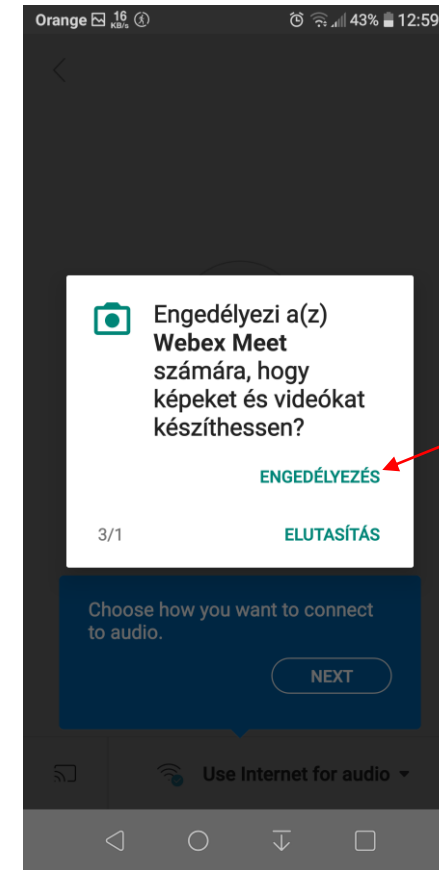 Orange 16 KB/s 43% 12:59
Engedélyezi a(z)
Webex Meet
számára, hogy
képeket és videókat
készíthessen?
ENGEDÉLYEZÉS
3/1 ELUTASÍTÁS
Choose how you want to connect
to audio.
NEXT
Use Internet for audio